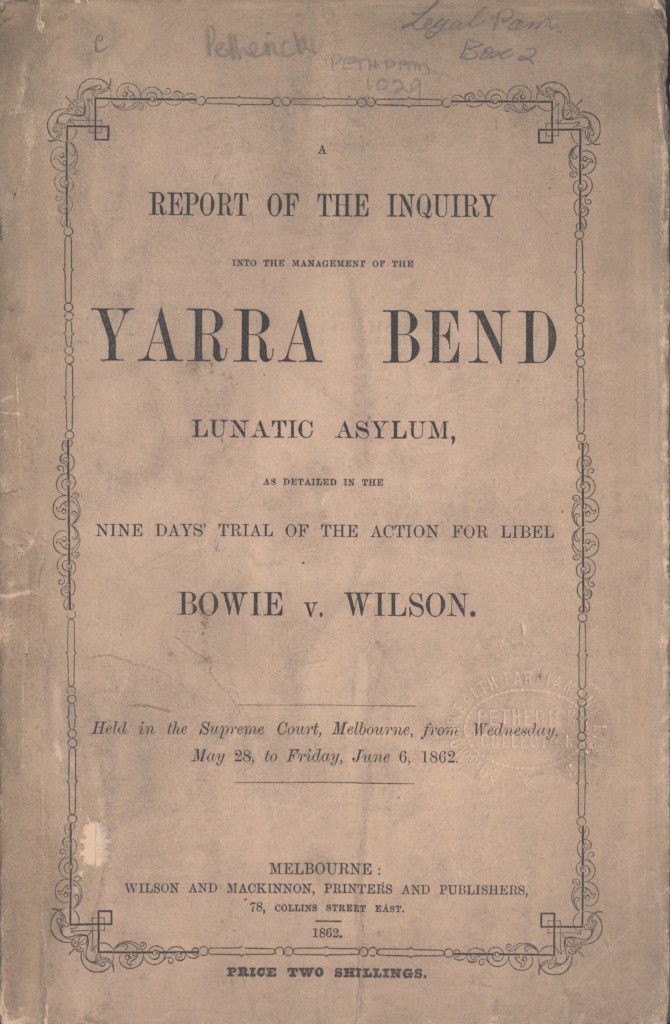 C
Petherick
Legal Pam
Box 2
PETH PAM
1029
A
REPORT OF THE INQUIRY
INTO THE MANAGEMENT OF THE
YARRA BEND
LUNATIC ASYLUM,
AS DETAILED IN THE
NINE DAYS' TRIAL OF THE ACTION FOR LIBEL
BOWIE v. WILSON.
Held in the Supreme Court, Melbourne, from Wednesday,
May 28, to Friday, June 6, 1862.
MELBOURNE:
WILSON AND MACKINNON, PRINTERS AND PUBLISHERS,
78, COLLINS STREET EAST.
1862.
PRICE TWO SHILLINGS.